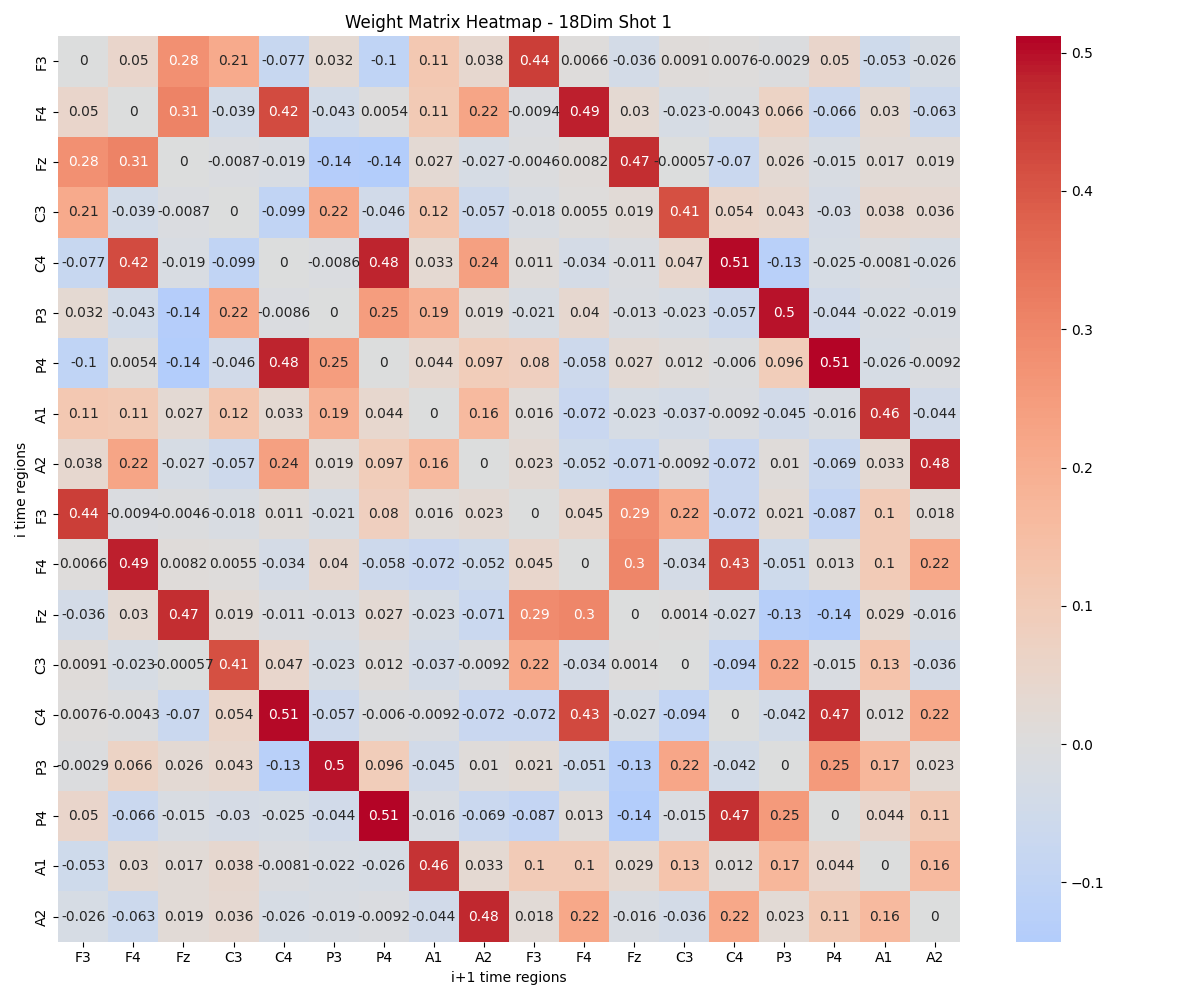 Weight Matrix Heatmap - 18Dim Shot 1
F3 0 0.05 0.28 0.21 -0.077 0.032 -0.1 0.11 0.038 0.44 0.0066 -0.036 0.0091 0.0076 -0.0029 0.05 -0.053 -0.026
F4 0.05 0 0.31 -0.039 0.42 -0.043 0.0054 0.11 0.22 -0.0094 0.49 0.03 -0.023 -0.0043 0.066 -0.066 0.03 -0.063
Fz 0.28 0.31 0 -0.0087 -0.019 -0.14 -0.14 0.027 -0.027 -0.0046 0.0082 0.47 -0.00057 -0.07 0.026 -0.015 0.017 0.019
C3 0.21 -0.039 -0.0087 0 -0.099 0.22 -0.046 0.12 -0.057 -0.018 0.0055 0.019 0.41 0.054 0.043 -0.03 0.038 0.036
C4 -0.077 0.42 -0.019 -0.099 0 -0.0086 0.48 0.033 0.24 0.011 -0.034 -0.011 0.047 0.51 -0.13 -0.025 -0.0081 -0.026
P3 0.032 -0.043 -0.14 0.22 -0.0086 0 0.25 0.19 0.019 -0.021 0.04 -0.013 -0.023 -0.057 0.5 -0.044 -0.022 -0.019
P4 -0.1 0.0054 -0.14 -0.046 0.48 0.25 0 0.044 0.097 0.08 -0.058 0.027 0.012 -0.006 0.096 0.51 -0.026 -0.0092
A1 0.11 0.11 0.027 0.12 0.033 0.19 0.044 0 0.16 0.016 -0.072 -0.023 -0.037 -0.0092 -0.045 -0.016 0.46 -0.044
A2 0.038 0.22 -0.027 -0.057 0.24 0.019 0.097 0.16 0 0.023 -0.052 -0.071 -0.0092 -0.072 0.01 -0.069 0.033 0.48
F3 0.44 -0.0094 -0.0046 -0.018 0.011 -0.021 0.08 0.016 0.023 0 0.045 0.29 0.22 -0.072 0.021 -0.087 0.1 0.018
F4 0.0066 0.49 0.0082 0.0055 -0.034 0.04 -0.058 -0.072 -0.052 0.045 0 0.3 -0.034 0.43 -0.051 0.013 0.1 0.22
Fz -0.036 0.03 0.47 0.019 -0.011 -0.013 0.027 -0.023 -0.071 0.29 0.3 0 0.0014 -0.027 -0.13 -0.14 0.029 -0.016
C3 0.0091 -0.023 -0.00057 0.41 0.047 -0.023 0.012 -0.037 -0.0092 0.22 -0.034 0.0014 0 -0.094 0.22 -0.015 0.13 -0.036
C4 0.0076 -0.0043 -0.07 0.054 0.51 -0.057 -0.006 -0.0092 -0.072 -0.072 0.43 -0.027 -0.094 0 -0.042 0.47 0.012 0.22
P3 -0.0029 0.066 0.026 0.043 -0.13 0.5 0.096 -0.045 0.01 0.021 -0.051 -0.13 0.22 -0.042 0 0.25 0.17 0.023
P4 0.05 -0.066 -0.015 -0.03 -0.025 -0.044 0.51 -0.016 -0.069 -0.087 0.013 -0.14 -0.015 0.47 0.25 0 0.044 0.11
A1 -0.053 0.03 0.017 0.038 -0.0081 -0.022 -0.026 0.46 0.033 0.1 0.1 0.029 0.13 0.012 0.17 0.044 0 0.16
A2 -0.026 -0.063 0.019 0.036 -0.026 -0.019 -0.0092 -0.044 0.48 0.018 0.22 -0.016 -0.036 0.22 0.023 0.11 0.16 0
F3 F4 Fz C3 C4 P3 P4 A1 A2 F3 F4 Fz C3 C4 P3 P4 A1 A2
i+1 time regions
i time regions
0.5
0.4
0.3
0.2
0.1
0.0
−0.1